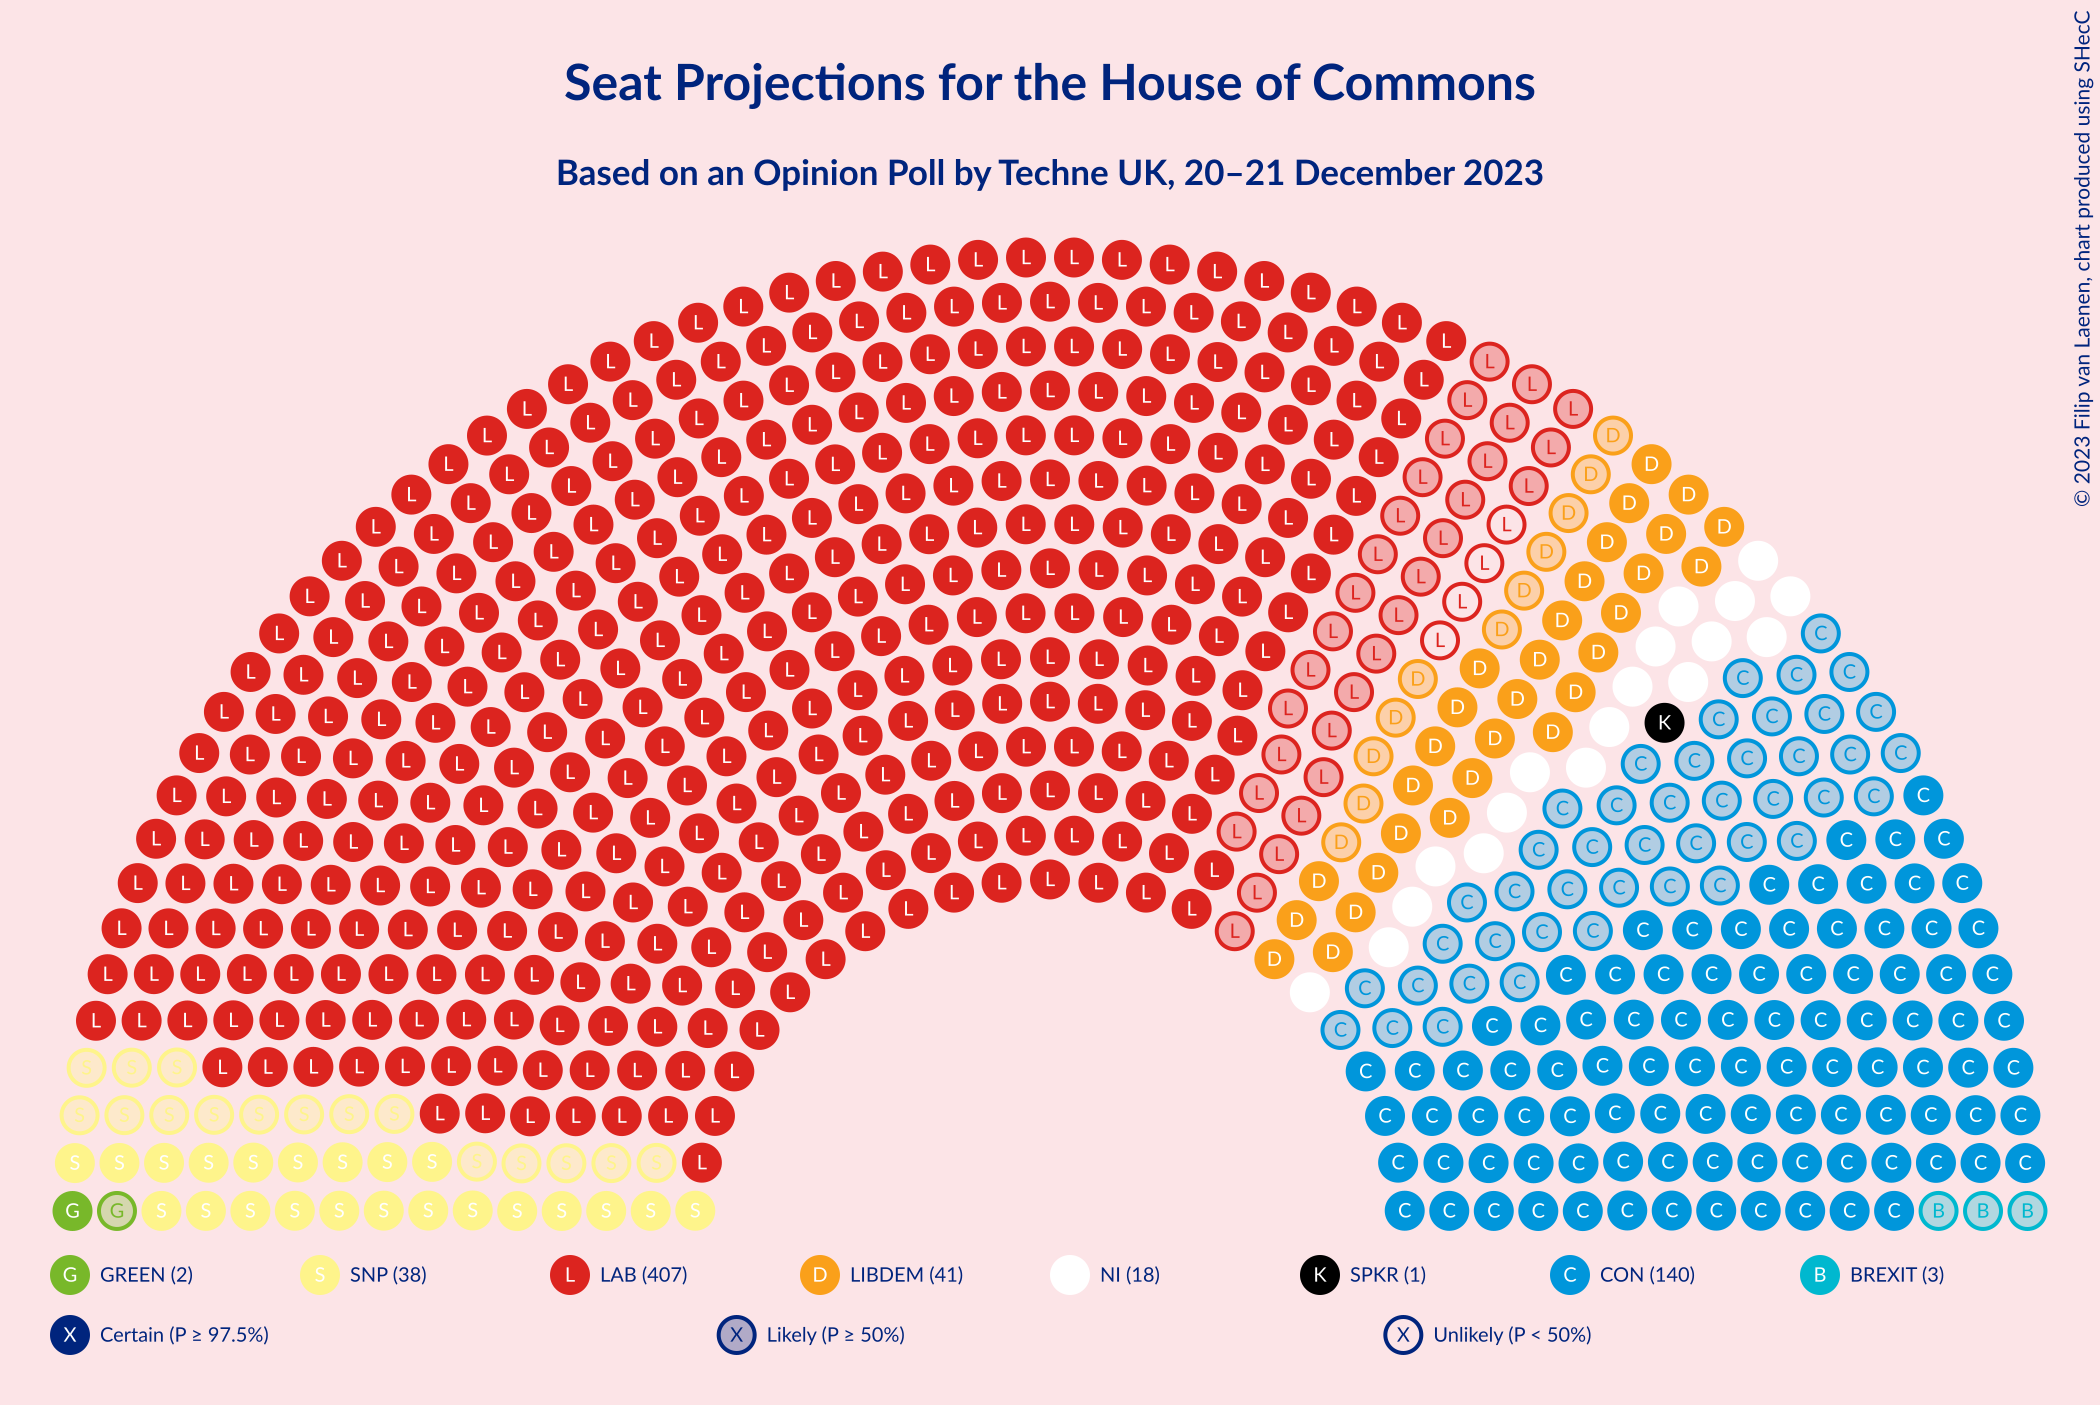 Seat Projections for the House of Commons
Based on an Opinion Poll by Techne UK, 20–21 December 2023
© 2023 Filip van Laenen, chart produced using SHecC
G GREEN (2) S SNP (38) L LAB (407) D LIBDEM (41) NI (18) K SPKR (1) C CON (140) B BREXIT (3)
X Certain (P ≥ 97.5%) X Likely (P ≥ 50%) X Unlikely (P < 50%)